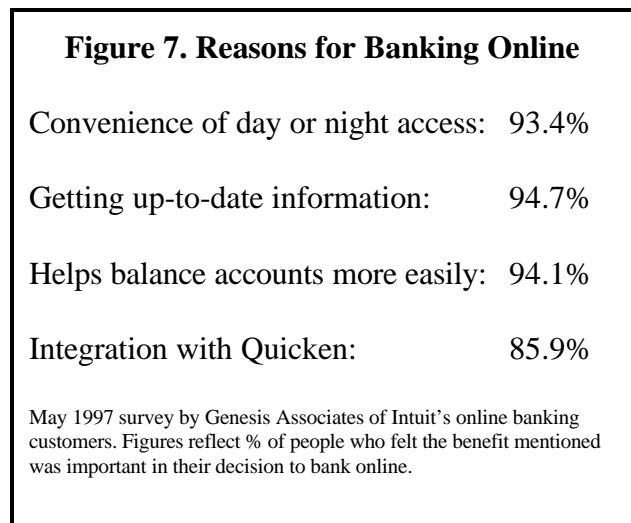 Figure 7. Reasons for Banking Online
Convenience of day or night access: 93.4%
Getting up-to-date information: 94.7%
Helps balance accounts more easily: 94.1%
Integration with Quicken: 85.9%
May 1997 survey by Genesis Associates of Intuit's online banking
customers. Figures reflect % of people who felt the benefit mentioned
was important in their decision to bank online.